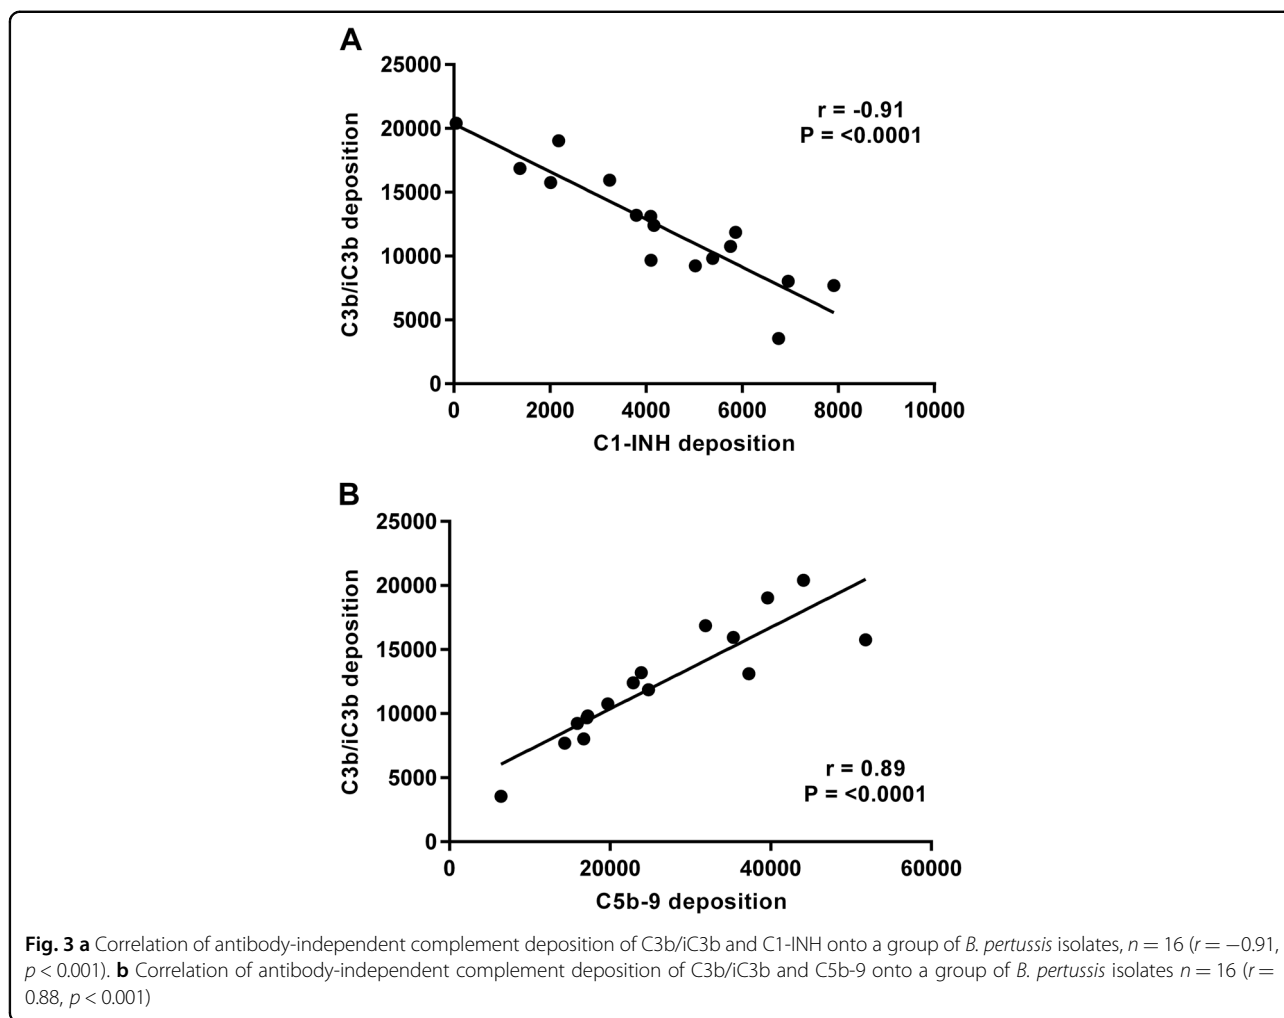 A
25000
20000
15000
10000
5000
0
C3b/iC3b deposition
r = -0.91
P = <0.0001
0 2000 4000 6000 8000 10000
C1-INH deposition
B
25000
20000
15000
10000
5000
0
C3b/iC3b deposition
r = 0.89
P = <0.0001
0 20000 40000 60000
C5b-9 deposition
Fig. 3 a Correlation of antibody-independent complement deposition of C3b/iC3b and C1-INH onto a group of B. pertussis isolates, n = 16 (r = −0.91,
p < 0.001). b Correlation of antibody-independent complement deposition of C3b/iC3b and C5b-9 onto a group of B. pertussis isolates n = 16 (r =
0.88, p < 0.001)